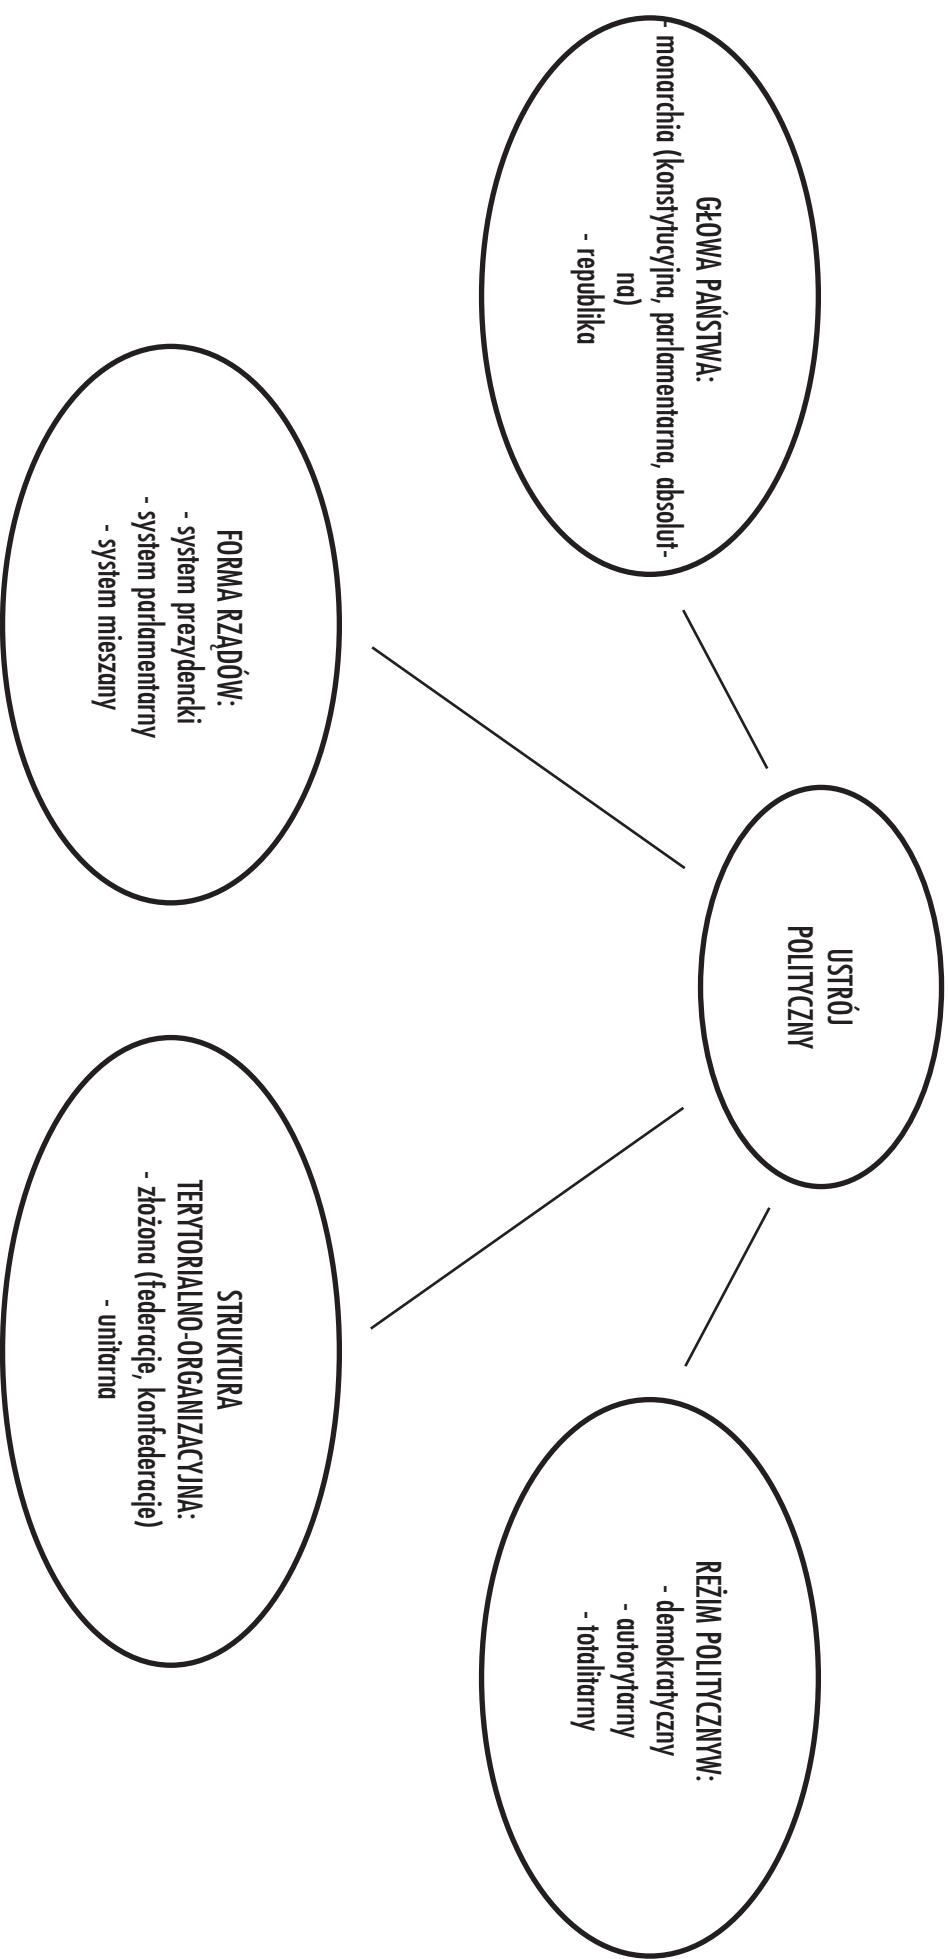 USTRÓJ
POLITYCZNY
GŁOWA PAŃSTWA:
- monarchia (konstytucyjna, parlamentarna, absolut-
na)
- republika
FORMA RZĄDÓW:
- system prezydencki
- system parlamentarny
- system mieszany
STRUKTURA
TERYTORIALNO-ORGANIZACYJNA:
- złożona (federacje, konfederacje)
- unitarna
REŻIM POLITYCZNYW:
- demokratyczny
- autorytarny
- totalitarny